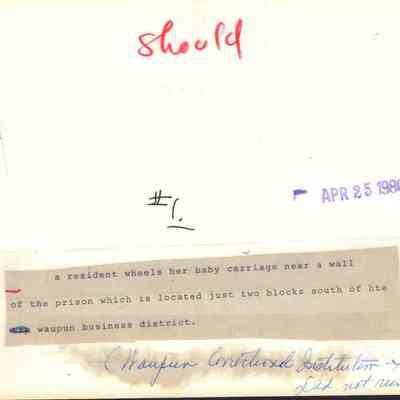 should
APR 25 198
#1.
a rezident wheels her baby carriage near a wall
of the prison which is located just two blocks south of hte
waupun business district.
(Waupun Correctional Institution
Did not